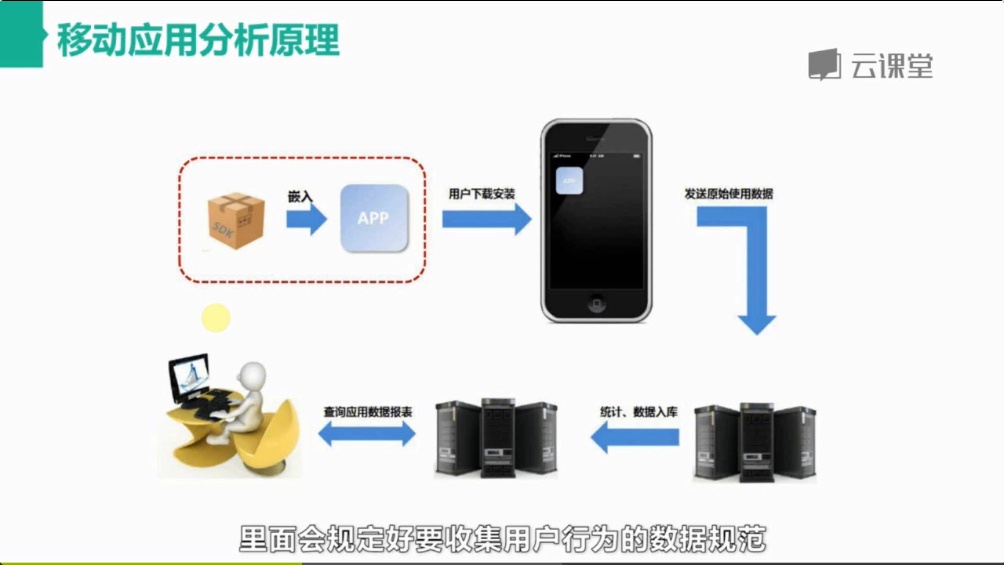 移动应用分析原理
云课堂
嵌入
SDK
APP
用户下载安装
APP
发送原始使用数据
查询应用数据报表
统计、数据入库
里面会规定好要收集用户行为的数据规范